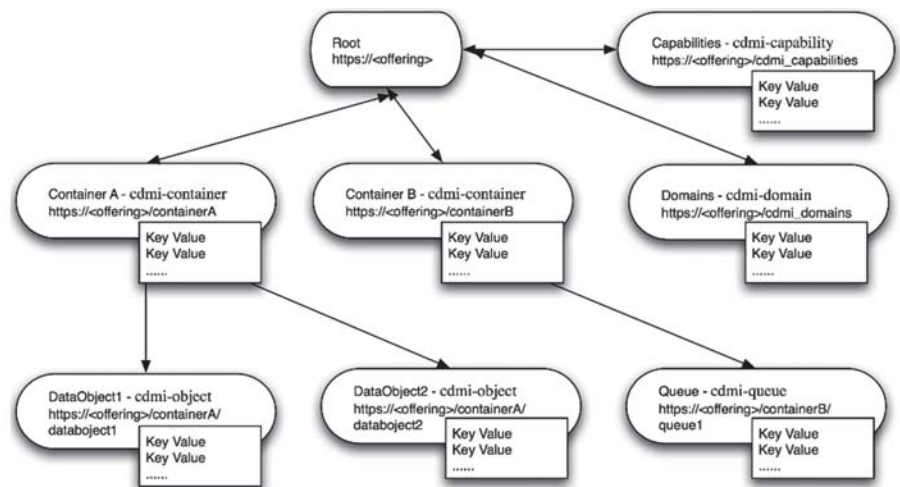 Root
https://<offering>
Capabilities - cdmi-capability
https://<offering>/cdmi_capabilities
Key Value
Key Value
......
Container A - cdmi-container
https://<offering>/containerA
Key Value
Key Value
......
Container B - cdmi-container
https://<offering>/containerB
Key Value
Key Value
......
Domains - cdmi-domain
https://<offering>/cdmi_domains
Key Value
Key Value
......
DataObject1 - cdmi-object
https://<offering>/containerA/
databoject1
Key Value
Key Value
......
DataObject2 - cdmi-object
https://<offering>/containerA/
databoject2
Key Value
Key Value
......
Queue - cdmi-queue
https://<offering>/containerB/
queue1
Key Value
Key Value
......